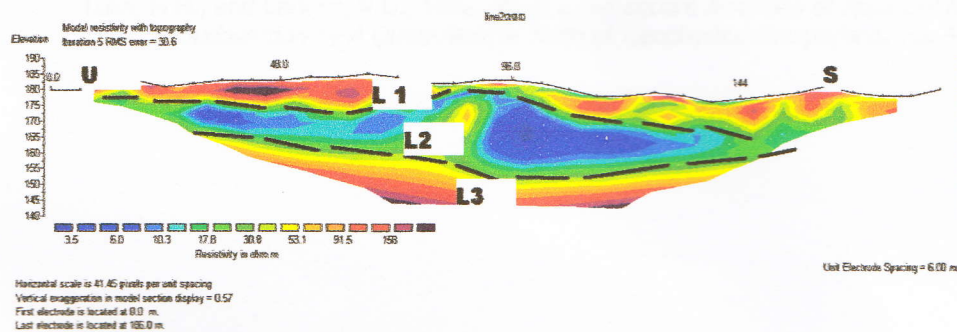 Model resistivity with topography
Iteration 5 RMS error = 30.6
Elevation
190
185
180
175
170
165
160
155
150
145
140
U
0.0
48.0
96.0
144
S
L 1
L2
L3
3.5 6.0 10.3 17.8 30.8 53.1 91.5 158
Resistivity in ohm.m
Unit Electrode Spacing = 6.00 m
Horizontal scale is 41.45 pixels per unit spacing
Vertical exaggeration in model section display = 0.57
First electrode is located at 0.0 m.
Last electrode is located at 186.0 m.